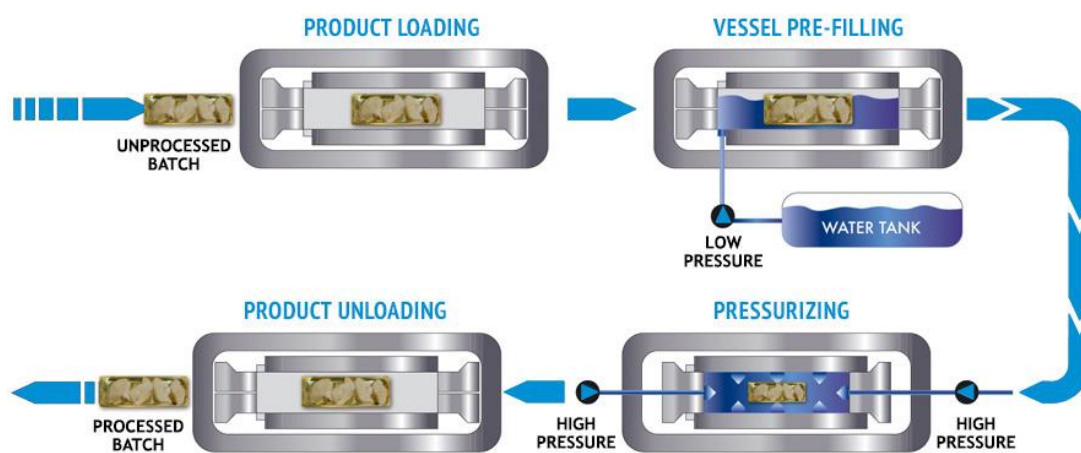 PRODUCT LOADING
VESSEL PRE-FILLING
UNPROCESSED
BATCH
WATER TANK
LOW
PRESSURE
PRODUCT UNLOADING
PRESSURIZING
PROCESSED
BATCH
HIGH
PRESSURE
HIGH
PRESSURE